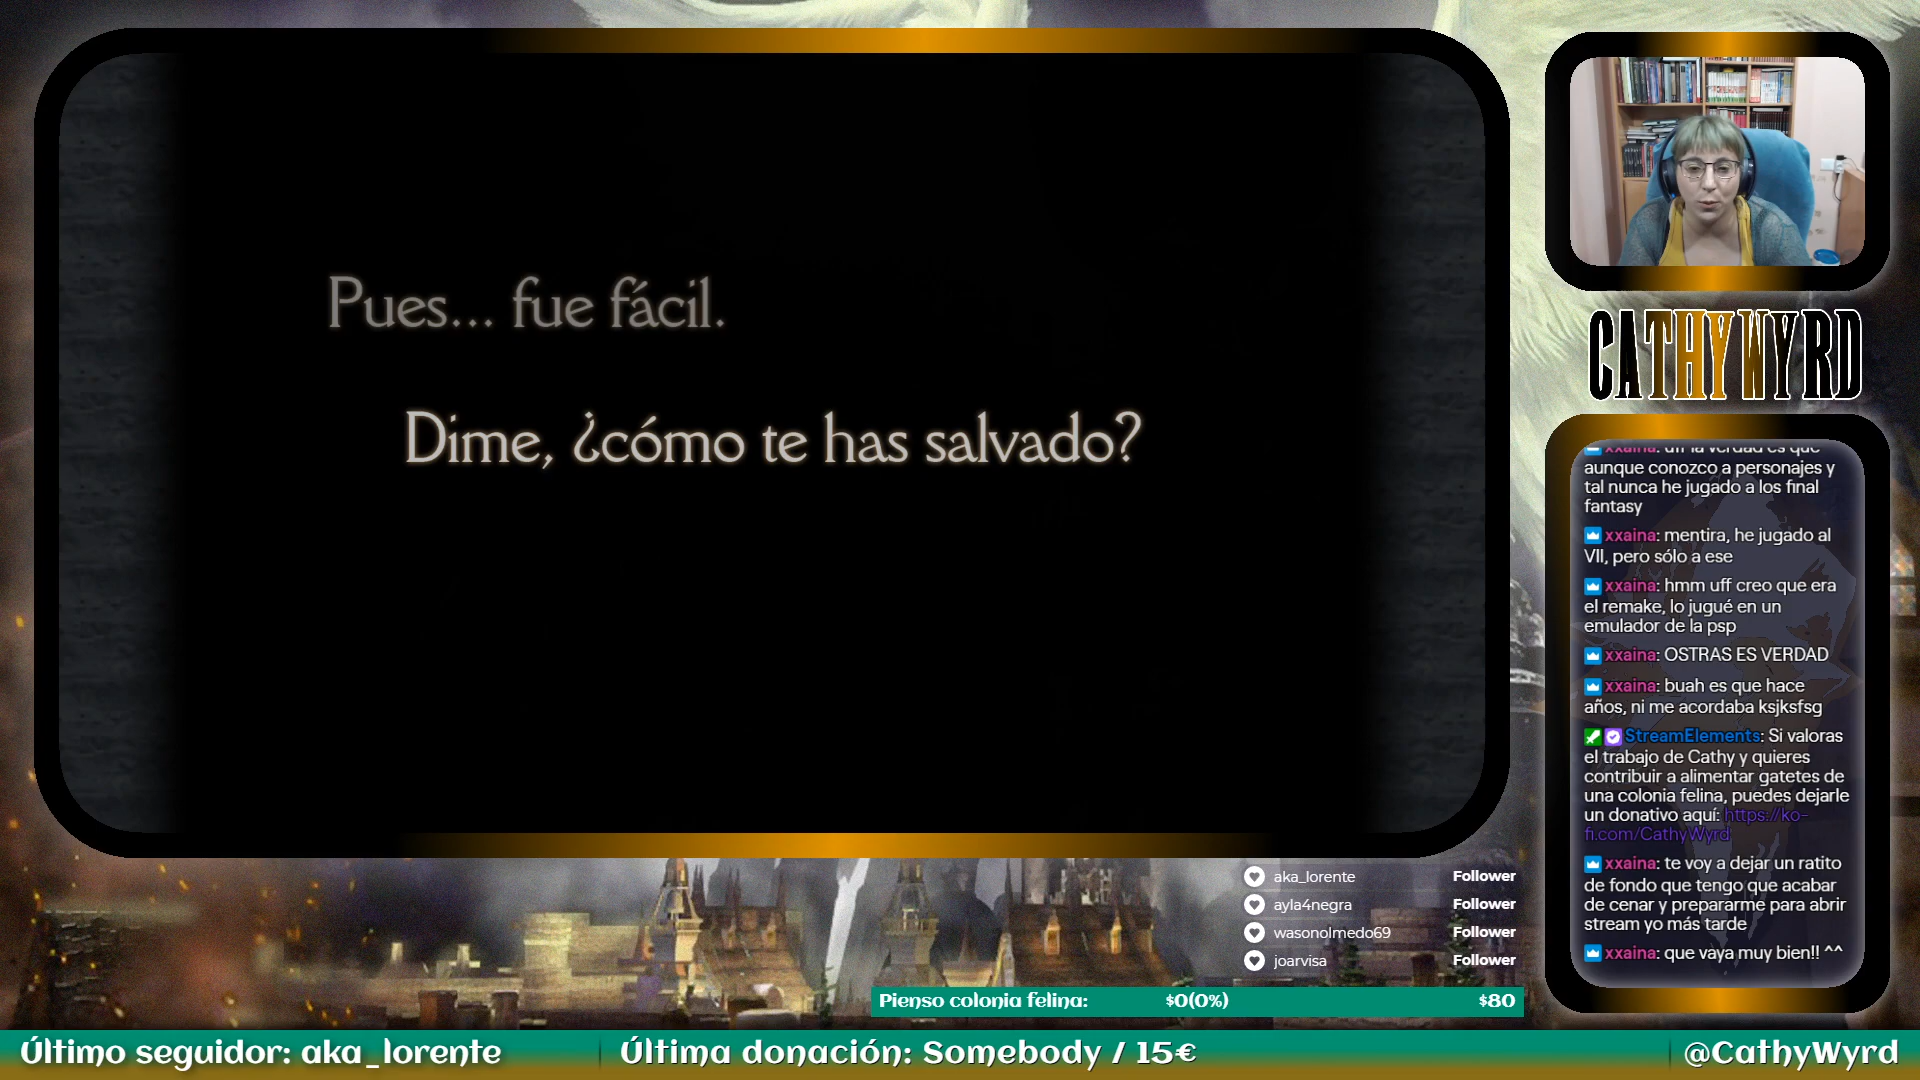 Pues... fue fácil.
Dime, ¿cómo te has salvado?
CATHYWYRD
xxaina: uff la verdad es que
aunque conozco a personajes y
tal nunca he jugado a los final
fantasy
xxaina: mentira, he jugado al
VII, pero sólo a ese
xxaina: hmm uff creo que era
el remake, lo jugué en un
emulador de la psp
xxaina: OSTRAS ES VERDAD
xxaina: buah es que hace
años, ni me acordaba ksjksfsg
StreamElements: Si valoras
el trabajo de Cathy y quieres
contribuir a alimentar gatetes de
una colonia felina, puedes dejarle
un donativo aquí: https://ko-
fi.com/CathyWyrd
xxaina: te voy a dejar un ratito
de fondo que tengo que acabar
de cenar y prepararme para abrir
stream yo más tarde
xxaina: que vaya muy bien!! ^^
aka_lorente Follower
ayla4negra Follower
wasonolmedo69 Follower
joarvisa Follower
Pienso colonia felina: $0(0%) $80
Último seguidor: aka_lorente Última donación: Somebody / 15€ @CathyWyrd